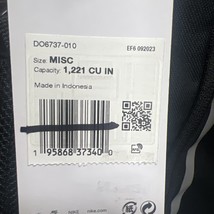 DO6737-010 EF6 092023
Size: MISC
Capacity: 1,221 CU IN
Made in Indonesia
1 95868 37340 0